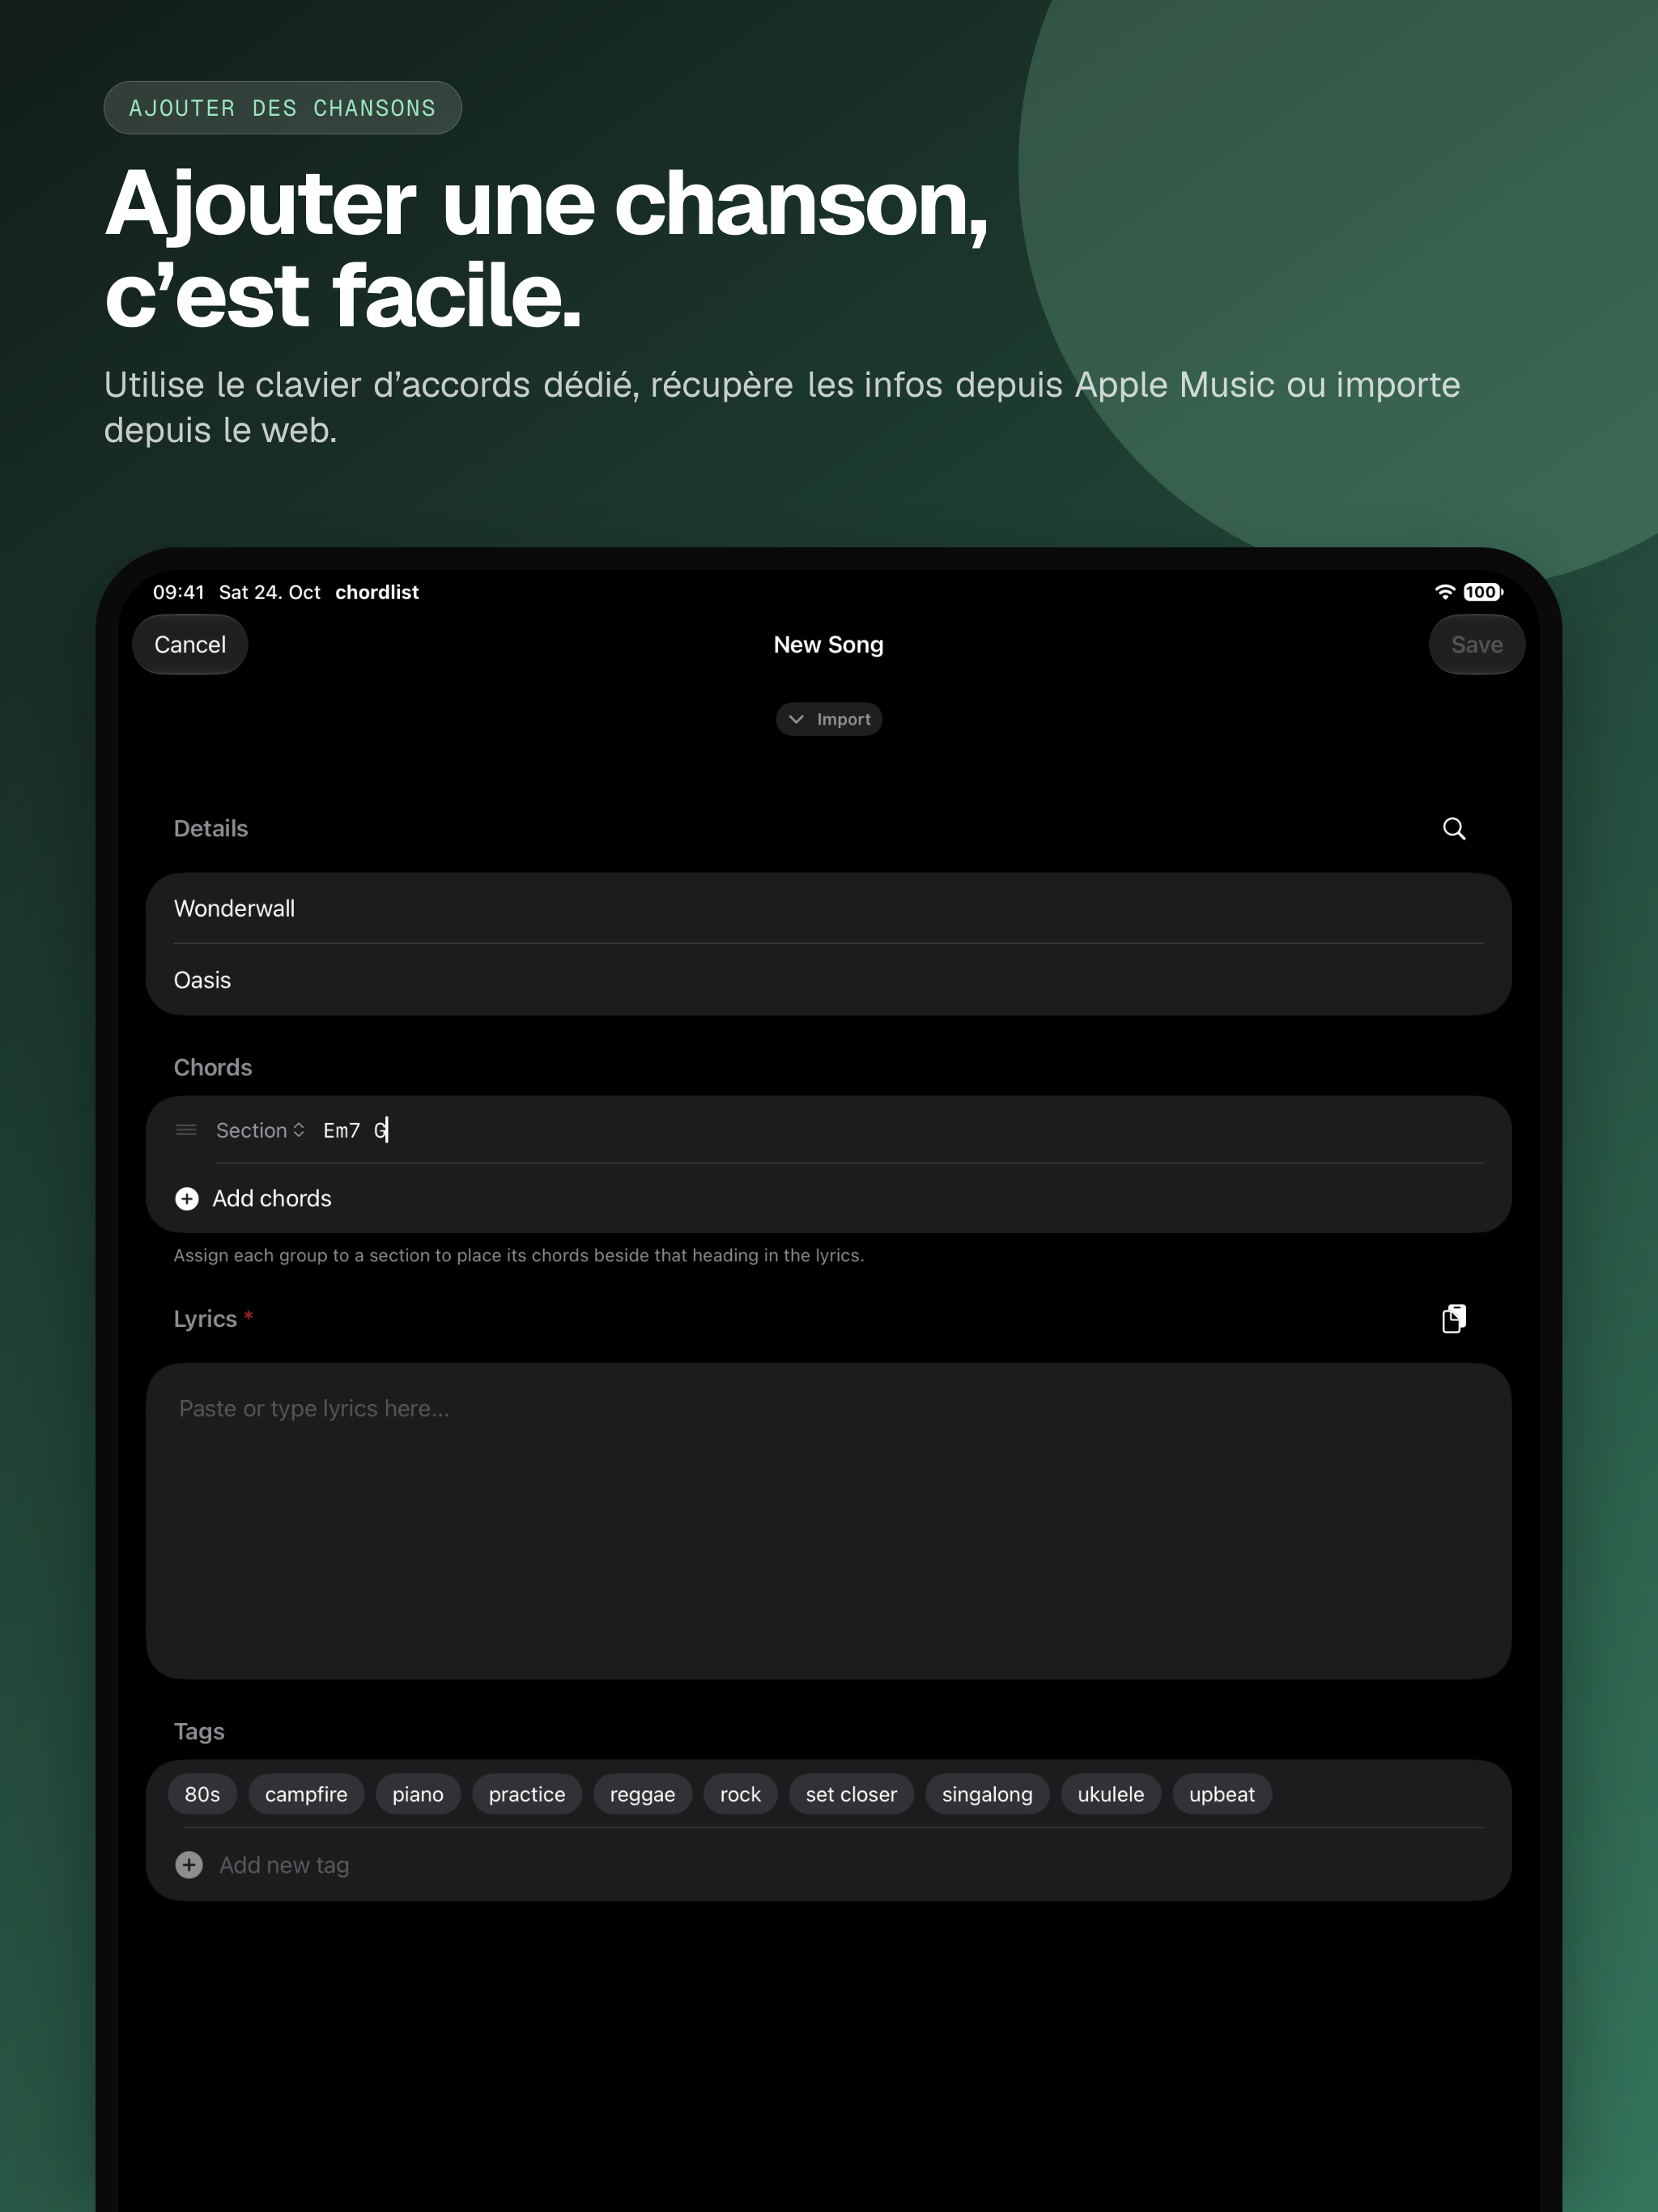 AJOUTER DES CHANSONS
Ajouter une chanson,
c’est facile.
Utilise le clavier d’accords dédié, récupère les infos depuis Apple Music ou importe
depuis le web.
09:41 Sat 24. Oct chordlist 100
Cancel New Song Save
Import
Details
Wonderwall
Oasis
Chords
Section Em7 G
Add chords
Assign each group to a section to place its chords beside that heading in the lyrics.
Lyrics *
Paste or type lyrics here...
Tags
80s campfire piano practice reggae rock set closer singalong ukulele upbeat
Add new tag